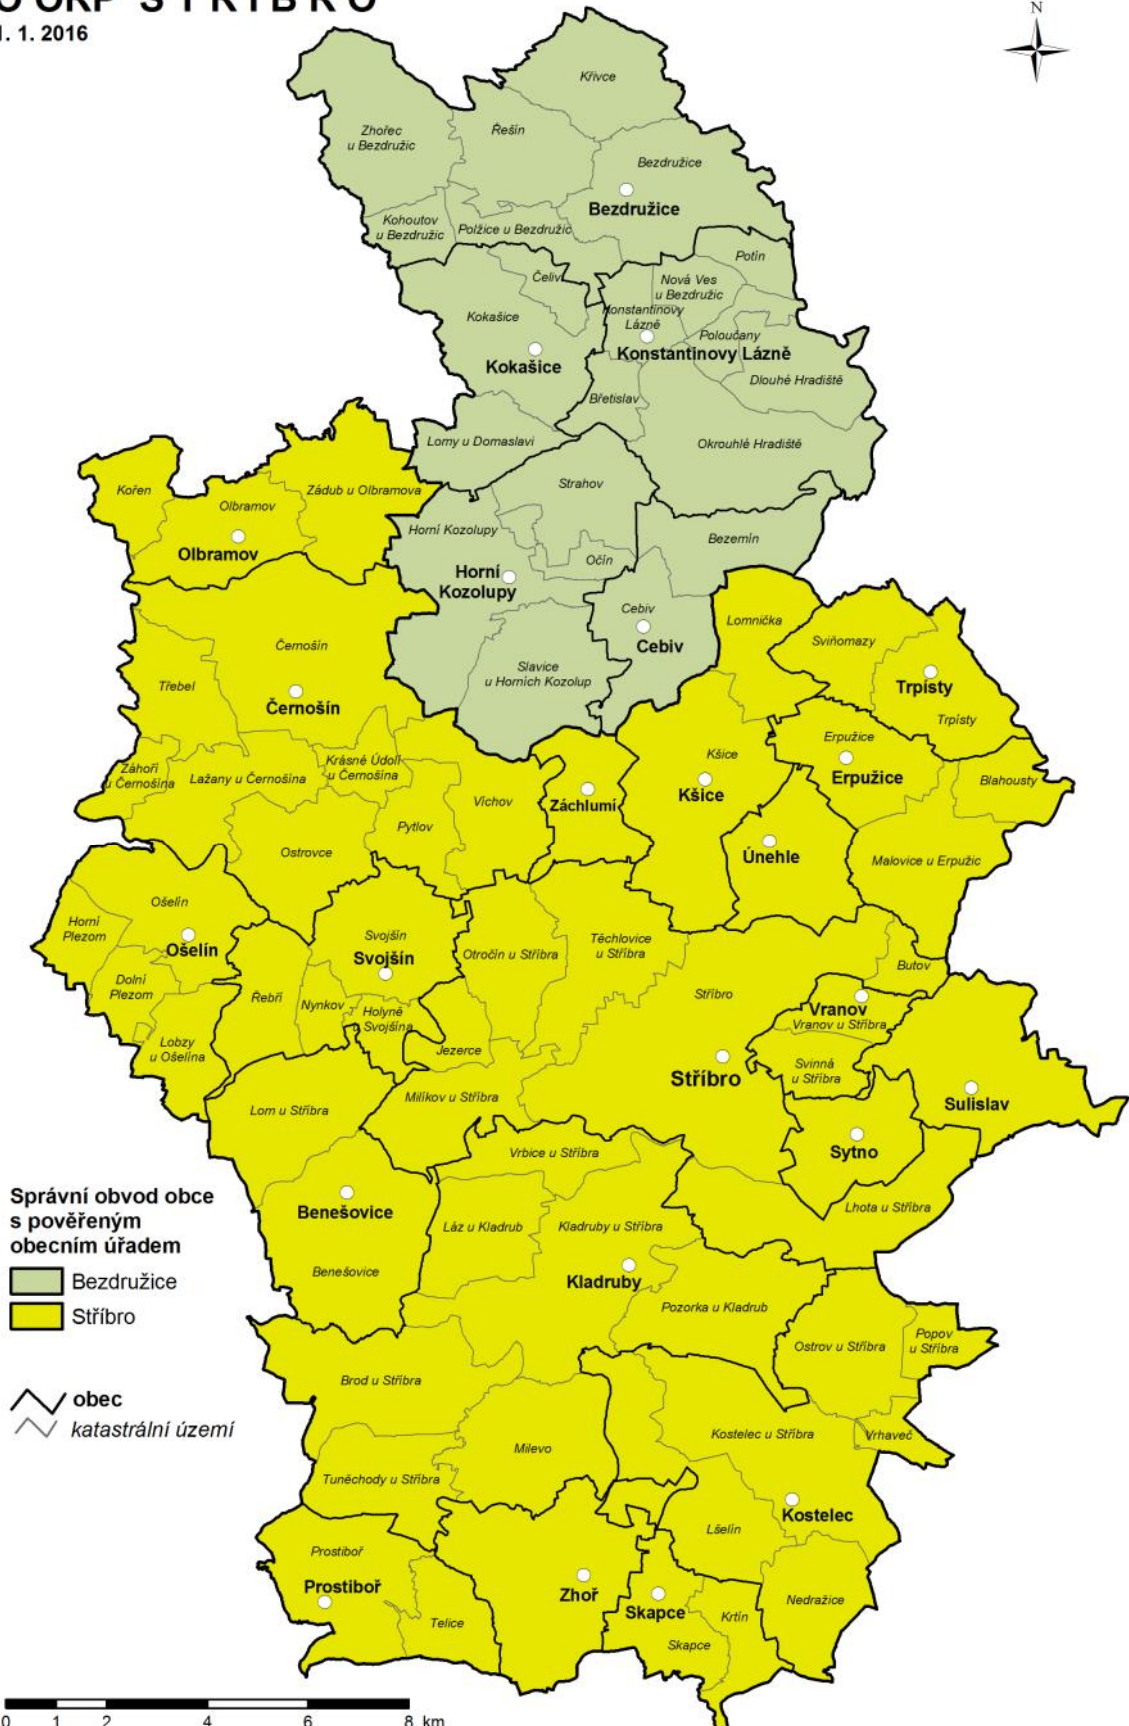 SO ORP STŘÍBRO
1. 1. 2016
N
Křivce
Zhořec
u Bezdružic
Řešín
Bezdružice
Bezdružice
Kohoutov
u Bezdružic
Polžice u Bezdružic
Potín
Čeliv
Nová Ves
u Bezdružic
Kokašice
Konstantinovy
Lázně
Poloučany
Konstantinovy Lázně
Kokašice
Dlouhé Hradiště
Břetislav
Lomy u Domaslavi
Okrouhlé Hradiště
Strahov
Kořen
Zádub u Olbramova
Olbramov
Horní Kozolupy
Bezemín
Olbramov
Očín
Horní
Kozolupy
Cebiv
Lomnička
Cebiv
Sviňomazy
Černošín
Slavice
u Horních Kozolup
Třebel
Trpísty
Černošín
Trpísty
Erpužice
Kšice
Krásné Údolí
u Černošína
Záhoří
u Černošína
Lažany u Černošína
Erpužice
Blahousty
Kšice
Víchov
Záchlumí
Pytlov
Ostrovce
Únehle
Malovice u Erpužic
Ošelín
Horní
Plezom
Svojšín
Těchlovice
u Stříbra
Ošelín
Svojšín
Otročín u Stříbra
Butov
Dolní
Plezom
Řebří
Nynkov
Stříbro
Holyně
u Svojšína
Vranov
Vranov u Stříbra
Lobzy
u Ošelína
Jezerce
Svinná
u Stříbra
Stříbro
Milíkov u Stříbra
Sulislav
Lom u Stříbra
Sytno
Vrbice u Stříbra
Správní obvod obce
s pověřeným
obecním úřadem
Bezdružice
Stříbro
obec
katastrální území
Benešovice
Láz u Kladrub
Kladruby u Stříbra
Lhota u Stříbra
Benešovice
Kladruby
Pozorka u Kladrub
Ostrov u Stříbra
Popov
u Stříbra
Brod u Stříbra
Milevo
Kostelec u Stříbra
Vrhaveč
Tuněchody u Stříbra
Kostelec
Lšelín
Prostiboř
Prostiboř
Zhoř
Skapce
Nedražice
Telice
Krtín
Skapce
0 1 2 4 6 8 km